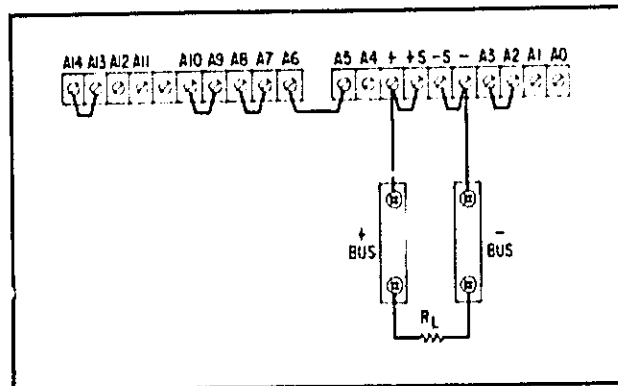 A14 A13 A12 A11 A10 A9 A8 A7 A6 A5 A4 + +S -S - A3 A2 A1 A0
+ BUS
- BUS
RL